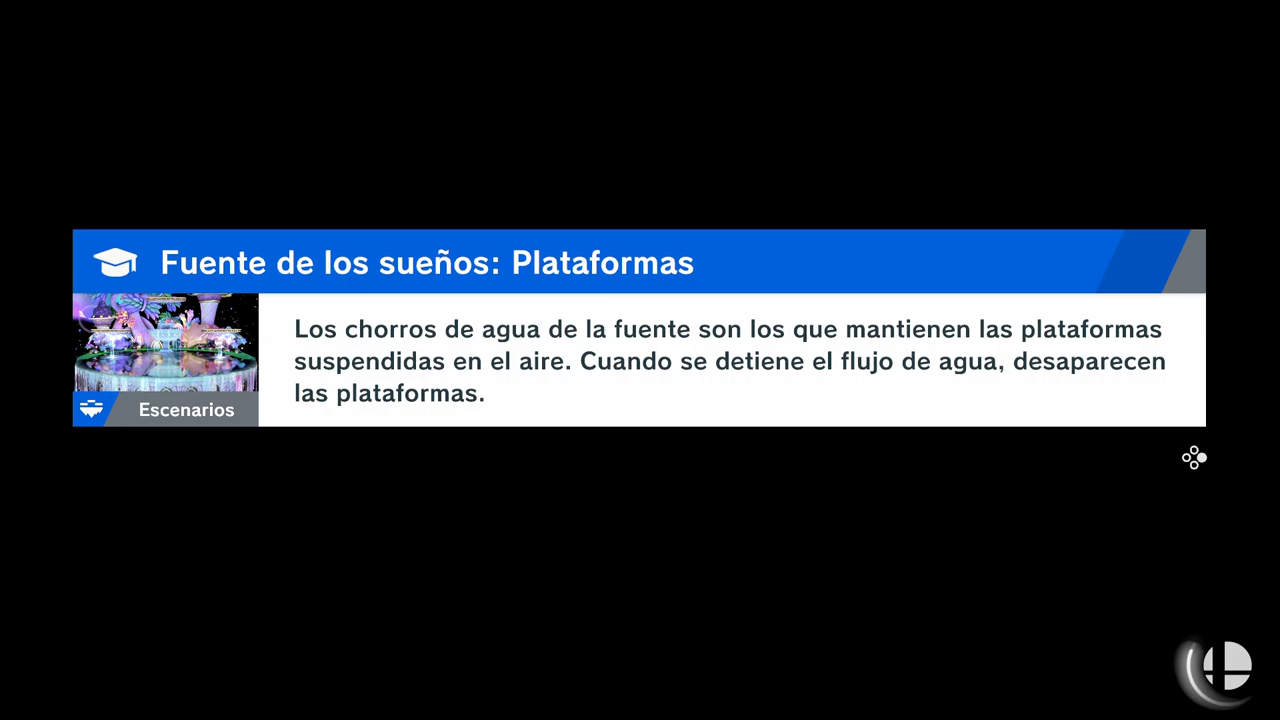 Fuente de los sueños: Plataformas
Los chorros de agua de la fuente son los que mantienen las plataformas
suspendidas en el aire. Cuando se detiene el flujo de agua, desaparecen
las plataformas.
Escenarios